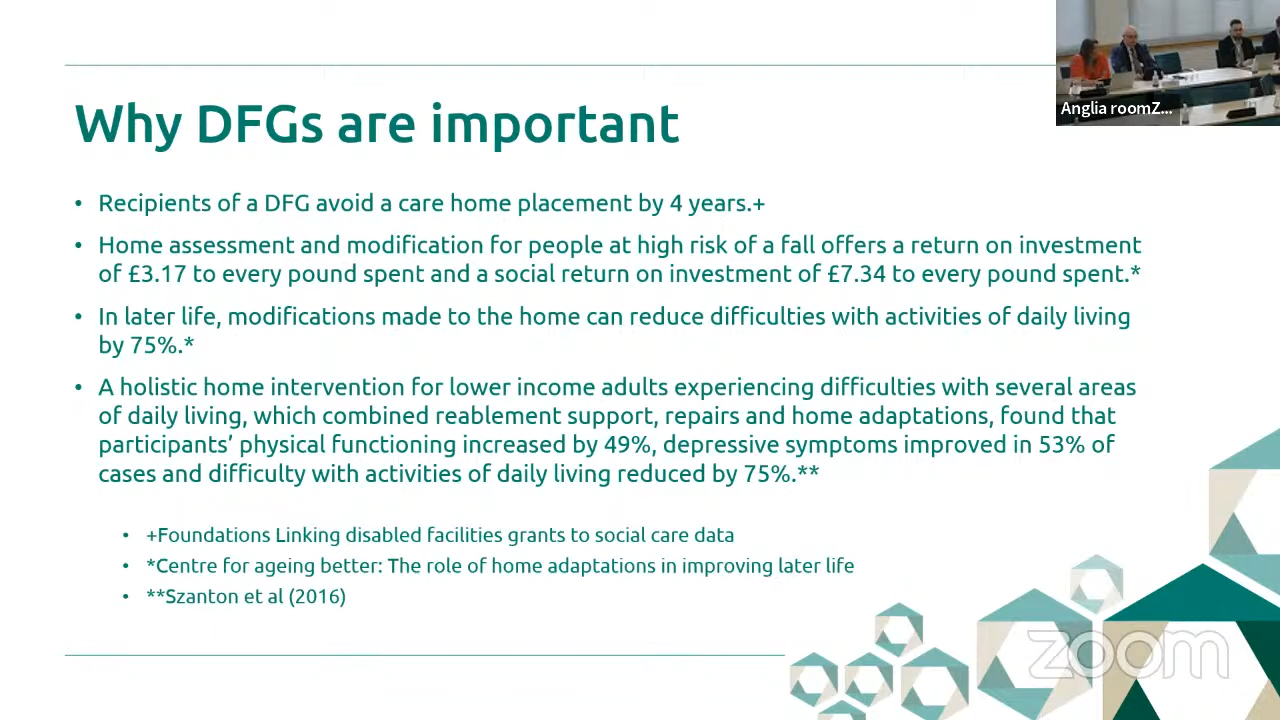 Anglia roomZ...
Why DFGs are important
• Recipients of a DFG avoid a care home placement by 4 years.+
• Home assessment and modification for people at high risk of a fall offers a return on investment
of £3.17 to every pound spent and a social return on investment of £7.34 to every pound spent.*
• In later life, modifications made to the home can reduce difficulties with activities of daily living
by 75%.*
• A holistic home intervention for lower income adults experiencing difficulties with several areas
of daily living, which combined reablement support, repairs and home adaptations, found that
participants’ physical functioning increased by 49%, depressive symptoms improved in 53% of
cases and difficulty with activities of daily living reduced by 75%.**
• +Foundations Linking disabled facilities grants to social care data
• *Centre for ageing better: The role of home adaptations in improving later life
• **Szanton et al (2016)
zoom